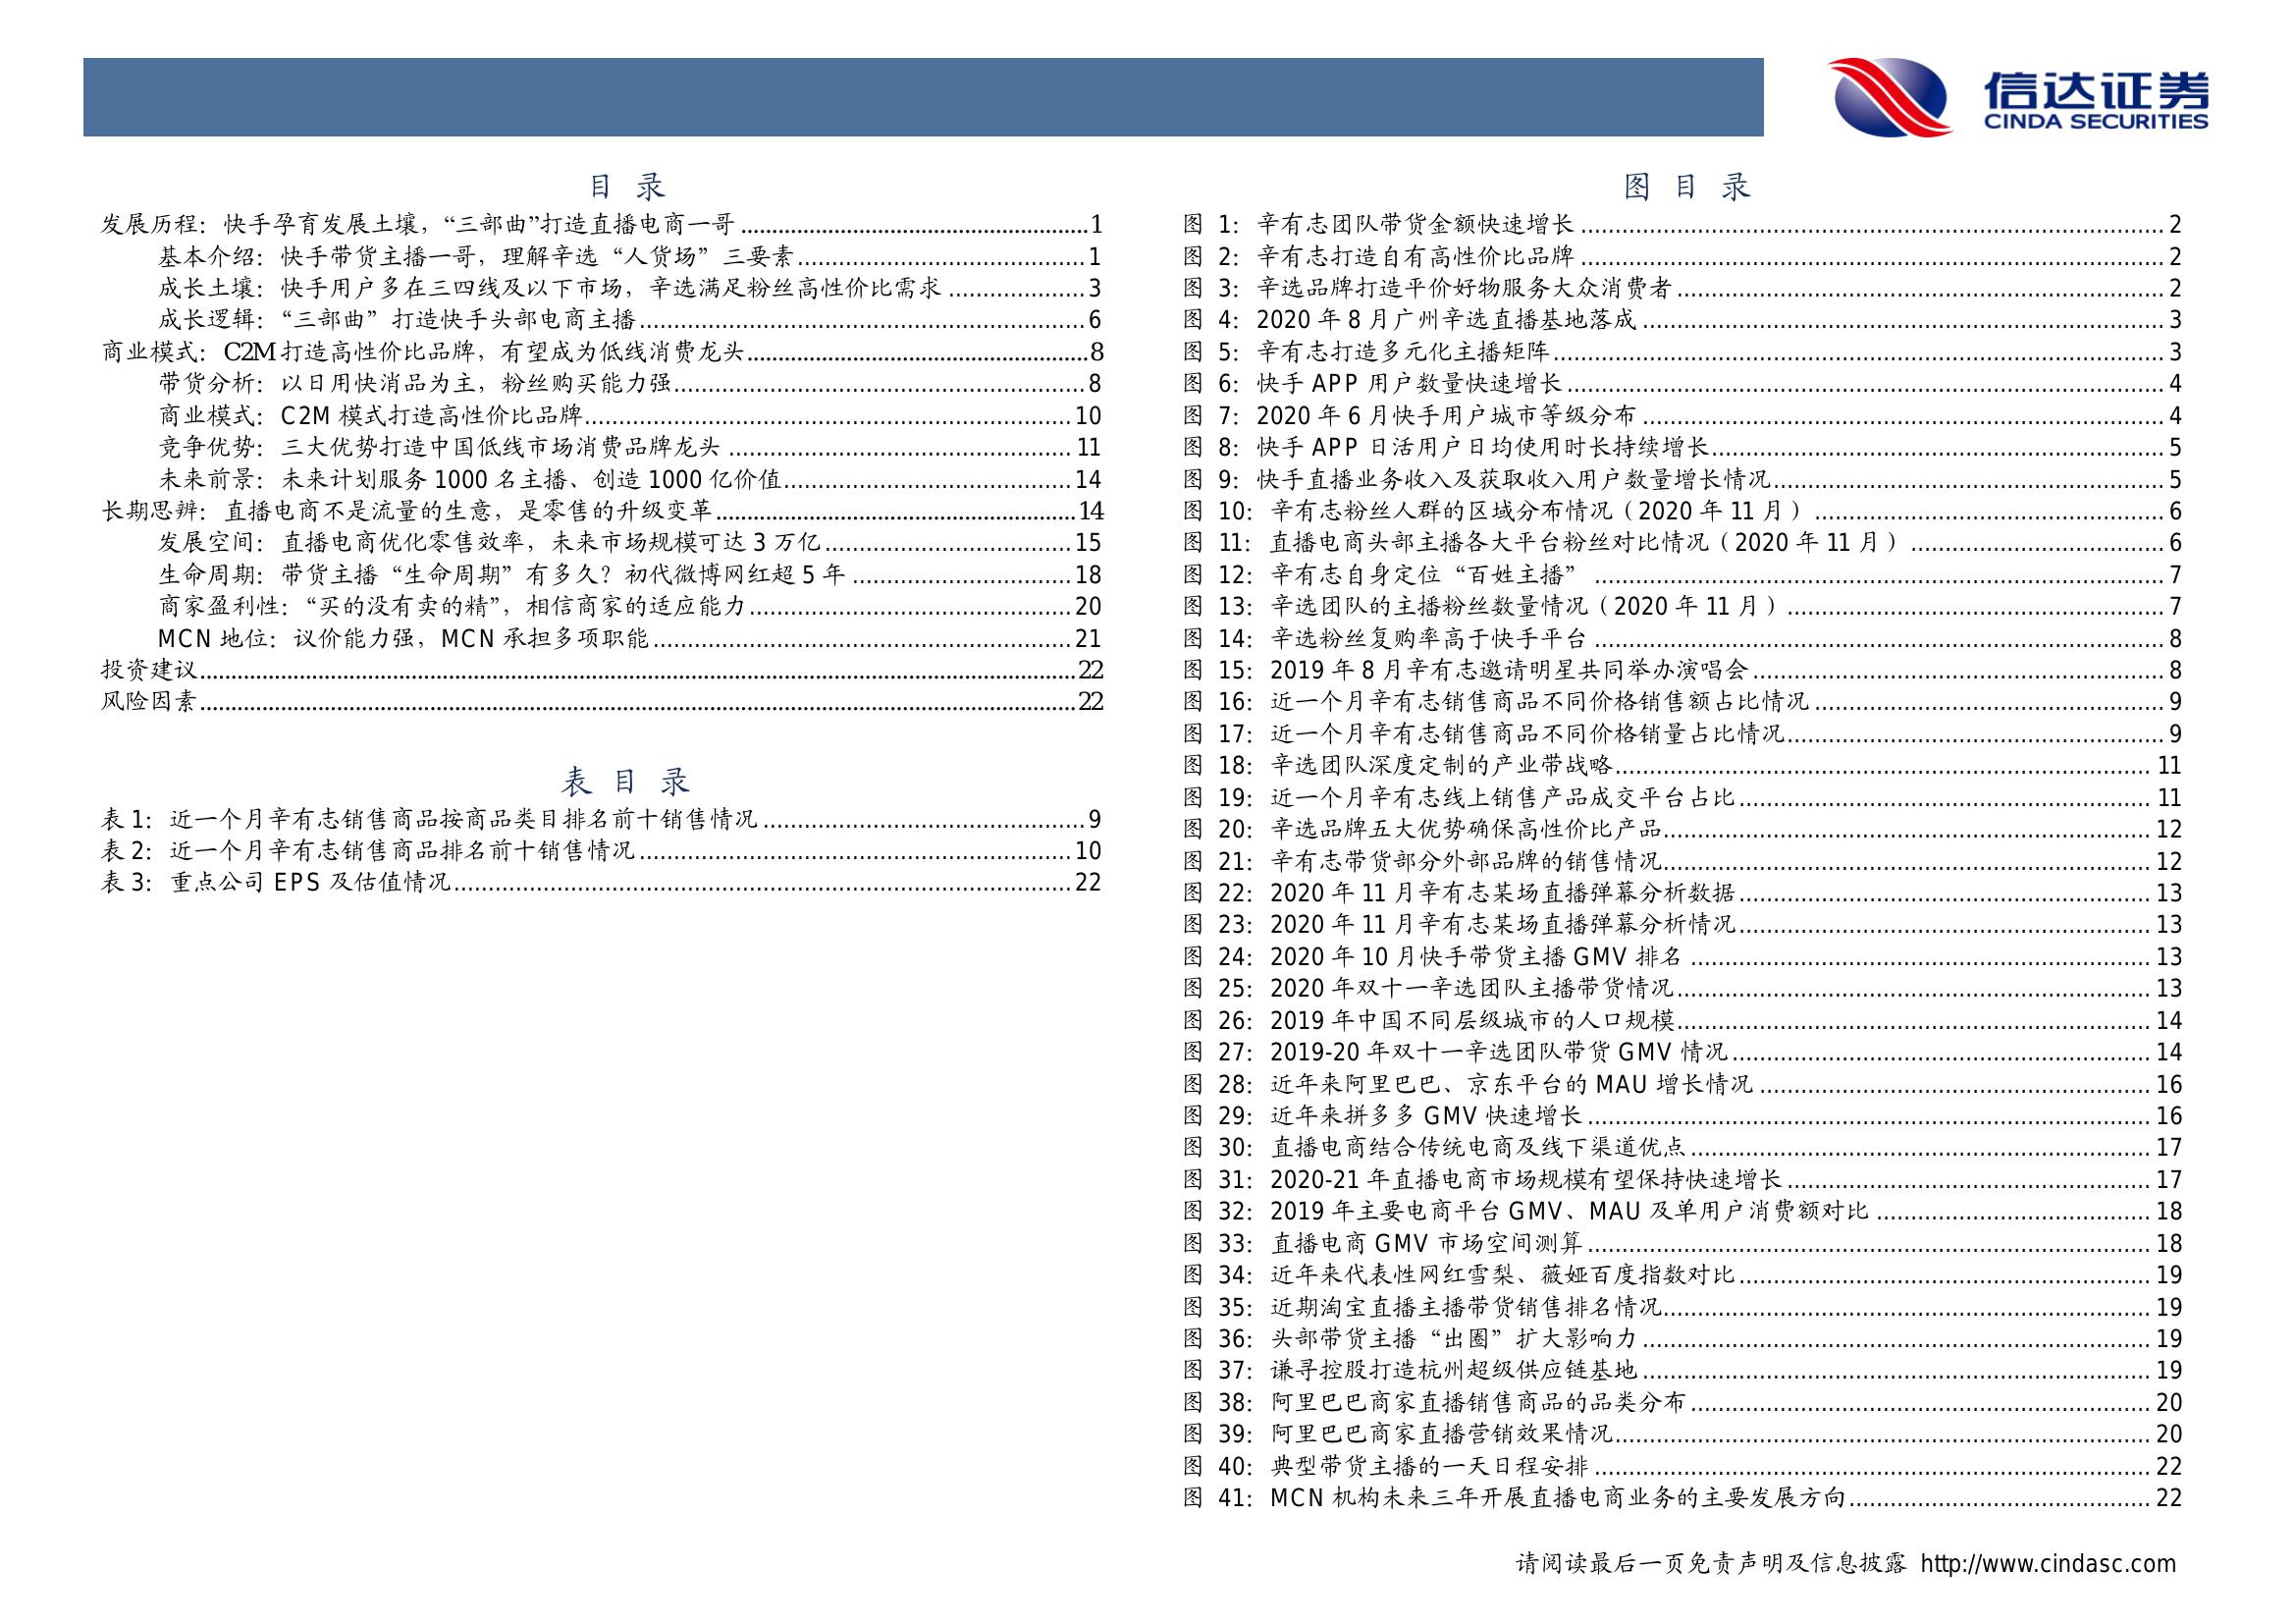 信达证券
CINDA SECURITIES
目 录
发展历程：快手孕育发展土壤，“三部曲”打造直播电商一哥........1
基本介绍：快手带货主播一哥，理解辛选“人货场”三要素........1
成长土壤：快手用户多在三四线及以下市场，辛选满足粉丝高性价比需求........3
成长逻辑：“三部曲”打造快手头部电商主播........6
商业模式：C2M打造高性价比品牌，有望成为低线消费龙头........8
带货分析：以日用快消品为主，粉丝购买能力强........8
商业模式：C2M 模式打造高性价比品牌........10
竞争优势：三大优势打造中国低线市场消费品牌龙头........11
未来前景：未来计划服务 1000 名主播、创造 1000 亿价值........14
长期思辨：直播电商不是流量的生意，是零售的升级变革........14
发展空间：直播电商优化零售效率，未来市场规模可达 3 万亿........15
生命周期：带货主播“生命周期”有多久？初代微博网红超 5 年........18
商家盈利性：“买的没有卖的精”，相信商家的适应能力........20
MCN 地位：议价能力强，MCN 承担多项职能........21
投资建议........22
风险因素........22
表 目 录
表 1：近一个月辛有志销售商品按商品类目排名前十销售情况........9
表 2：近一个月辛有志销售商品排名前十销售情况........10
表 3：重点公司 EPS 及估值情况........22
图 目 录
图 1：辛有志团队带货金额快速增长........2
图 2：辛有志打造自有高性价比品牌........2
图 3：辛选品牌打造平价好物服务大众消费者........2
图 4：2020 年 8 月广州辛选直播基地落成........3
图 5：辛有志打造多元化主播矩阵........3
图 6：快手 APP 用户数量快速增长........4
图 7：2020 年 6 月快手用户城市等级分布........4
图 8：快手 APP 日活用户日均使用时长持续增长........5
图 9：快手直播业务收入及获取收入用户数量增长情况........5
图 10：辛有志粉丝人群的区域分布情况（2020 年 11 月）........6
图 11：直播电商头部主播各大平台粉丝对比情况（2020 年 11 月）........6
图 12：辛有志自身定位“百姓主播”........7
图 13：辛选团队的主播粉丝数量情况（2020 年 11 月）........7
图 14：辛选粉丝复购率高于快手平台........8
图 15：2019 年 8 月辛有志邀请明星共同举办演唱会........8
图 16：近一个月辛有志销售商品不同价格销售额占比情况........9
图 17：近一个月辛有志销售商品不同价格销量占比情况........9
图 18：辛选团队深度定制的产业带战略........11
图 19：近一个月辛有志线上销售产品成交平台占比........11
图 20：辛选品牌五大优势确保高性价比产品........12
图 21：辛有志带货部分外部品牌的销售情况........12
图 22：2020 年 11 月辛有志某场直播弹幕分析数据........13
图 23：2020 年 11 月辛有志某场直播弹幕分析情况........13
图 24：2020 年 10 月快手带货主播 GMV 排名........13
图 25：2020 年双十一辛选团队主播带货情况........13
图 26：2019 年中国不同层级城市的人口规模........14
图 27：2019-20 年双十一辛选团队带货 GMV 情况........14
图 28：近年来阿里巴巴、京东平台的 MAU 增长情况........16
图 29：近年来拼多多 GMV 快速增长........16
图 30：直播电商结合传统电商及线下渠道优点........17
图 31：2020-21 年直播电商市场规模有望保持快速增长........17
图 32：2019 年主要电商平台 GMV、MAU 及单用户消费额对比........18
图 33：直播电商 GMV 市场空间测算........18
图 34：近年来代表性网红雪梨、薇娅百度指数对比........19
图 35：近期淘宝直播主播带货销售排名情况........19
图 36：头部带货主播“出圈”扩大影响力........19
图 37：谦寻控股打造杭州超级供应链基地........19
图 38：阿里巴巴商家直播销售商品的品类分布........20
图 39：阿里巴巴商家直播营销效果情况........20
图 40：典型带货主播的一天日程安排........22
图 41：MCN 机构未来三年开展直播电商业务的主要发展方向........22
请阅读最后一页免责声明及信息披露 http://www.cindasc.com